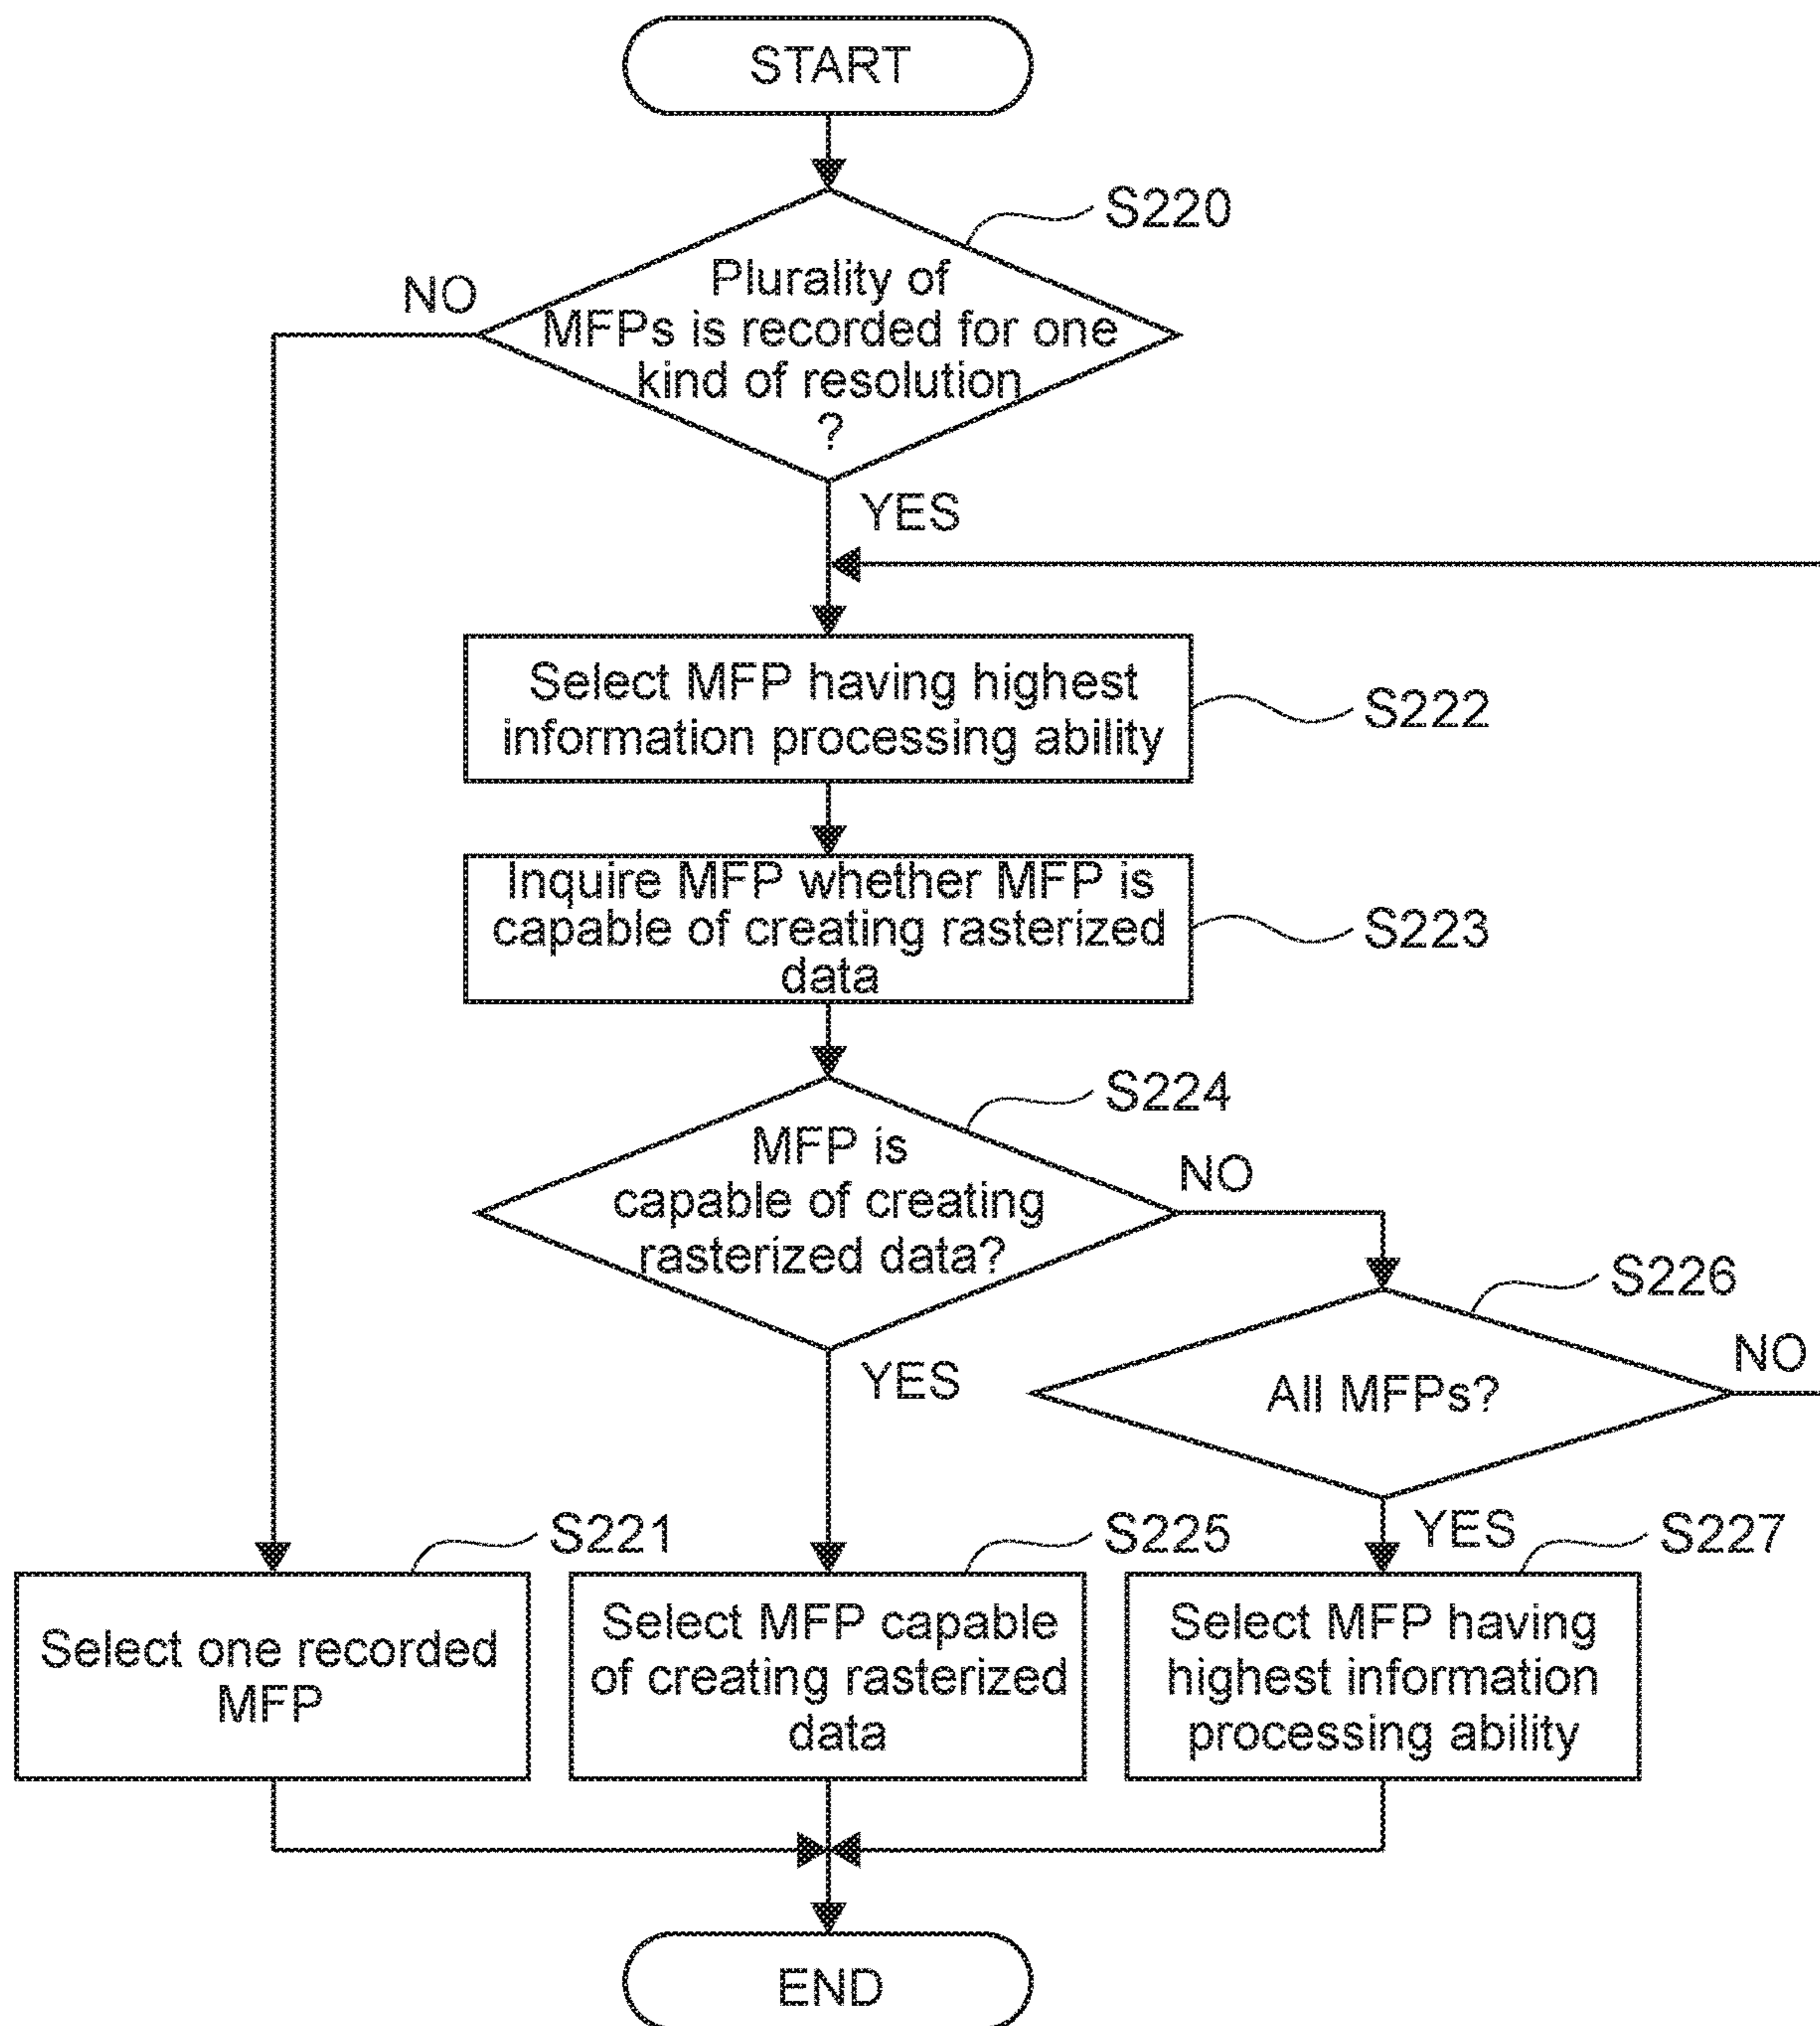 START
S220
NO
Plurality of
MFPs is recorded for one
kind of resolution
?
YES
Select MFP having highest
information processing ability
S222
Inquire MFP whether MFP is
capable of creating rasterized
data
S223
S224
MFP is
capable of creating
rasterized data?
NO
YES
S226
All MFPs?
NO
YES
S221
Select one recorded
MFP
S225
Select MFP capable
of creating rasterized
data
S227
Select MFP having
highest information
processing ability
END